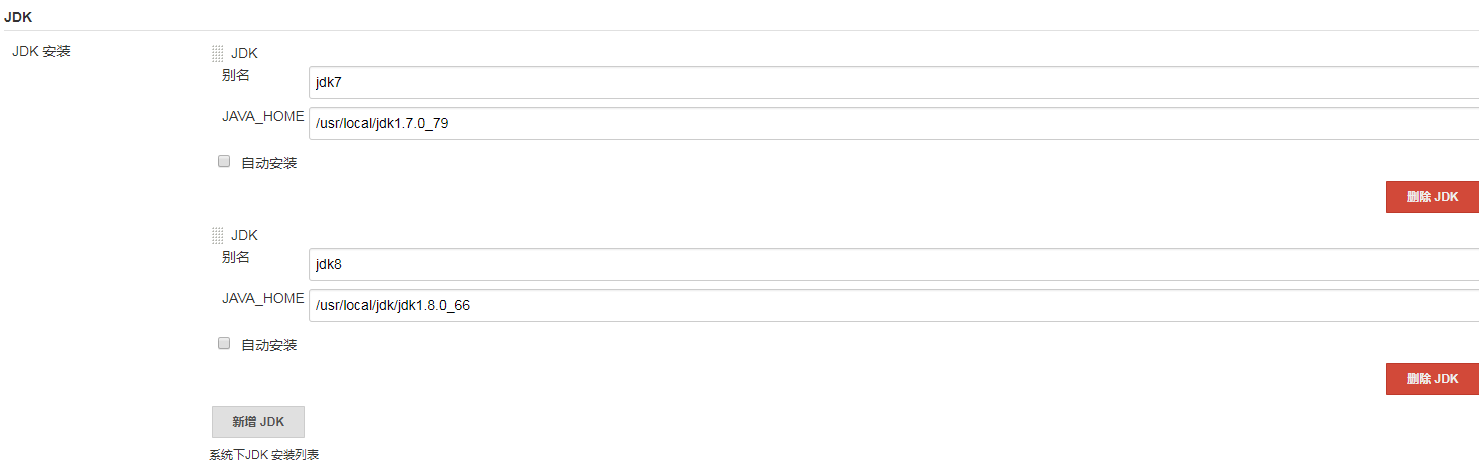 JDK
JDK 安装
JDK
别名
jdk7
JAVA_HOME
/usr/local/jdk1.7.0_79
自动安装
删除 JDK
JDK
别名
jdk8
JAVA_HOME
/usr/local/jdk/jdk1.8.0_66
自动安装
删除 JDK
新增 JDK
系统下JDK 安装列表